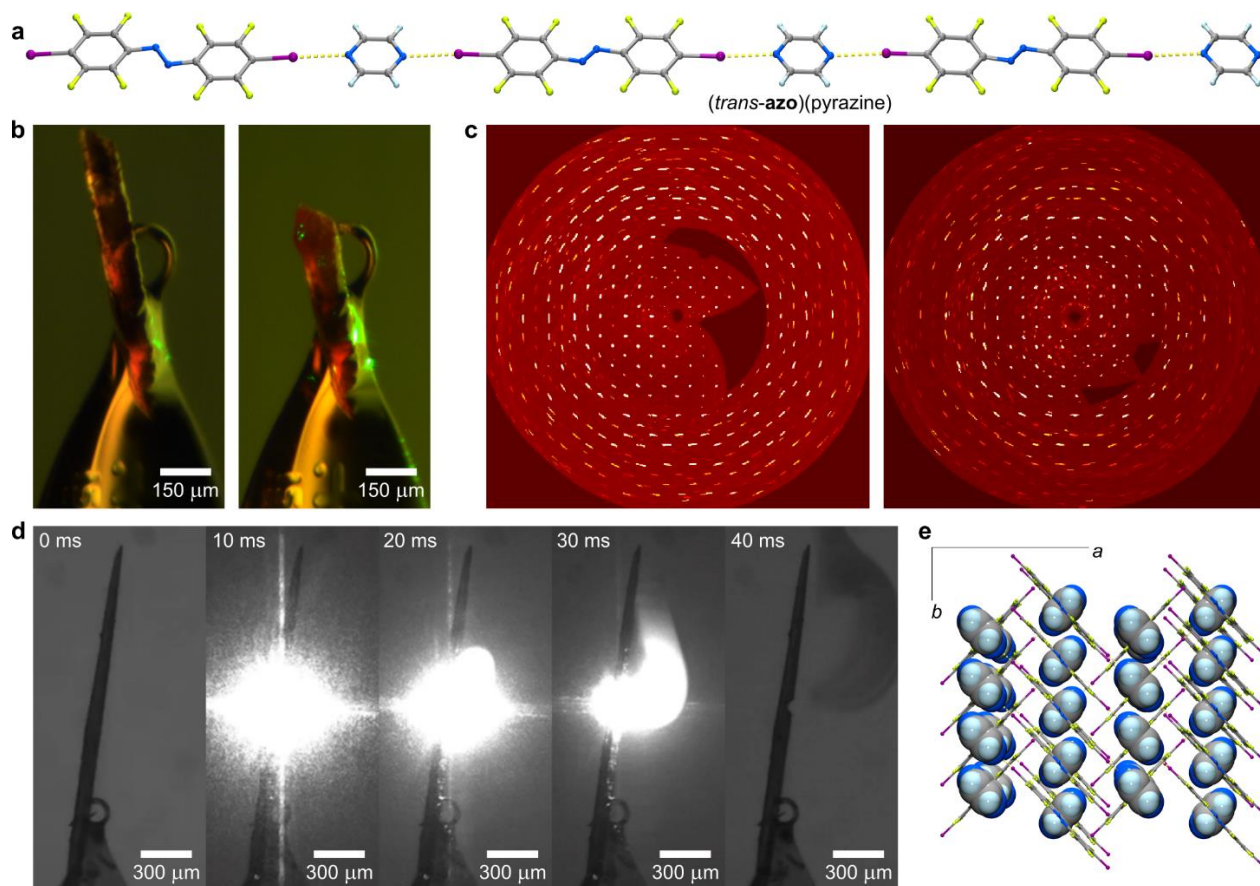 a
(trans-azo)(pyrazine)
b
150 μm
150 μm
c
d
0 ms
10 ms
20 ms
30 ms
40 ms
300 μm
300 μm
300 μm
300 μm
300 μm
e
a
b